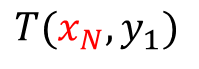 T(x_N, y_1)